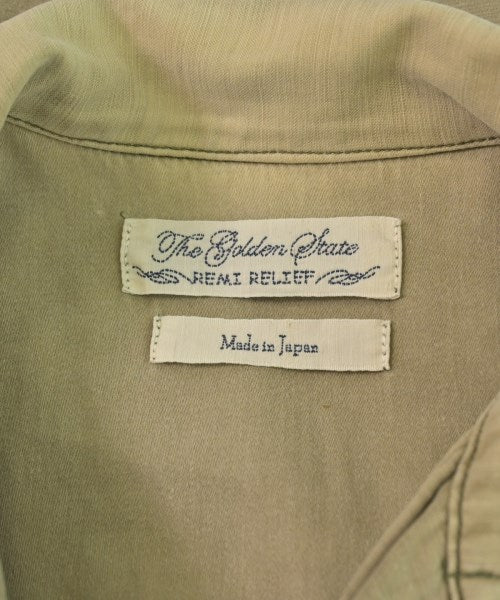 The Golden State
REMI RELIEF
Made in Japan